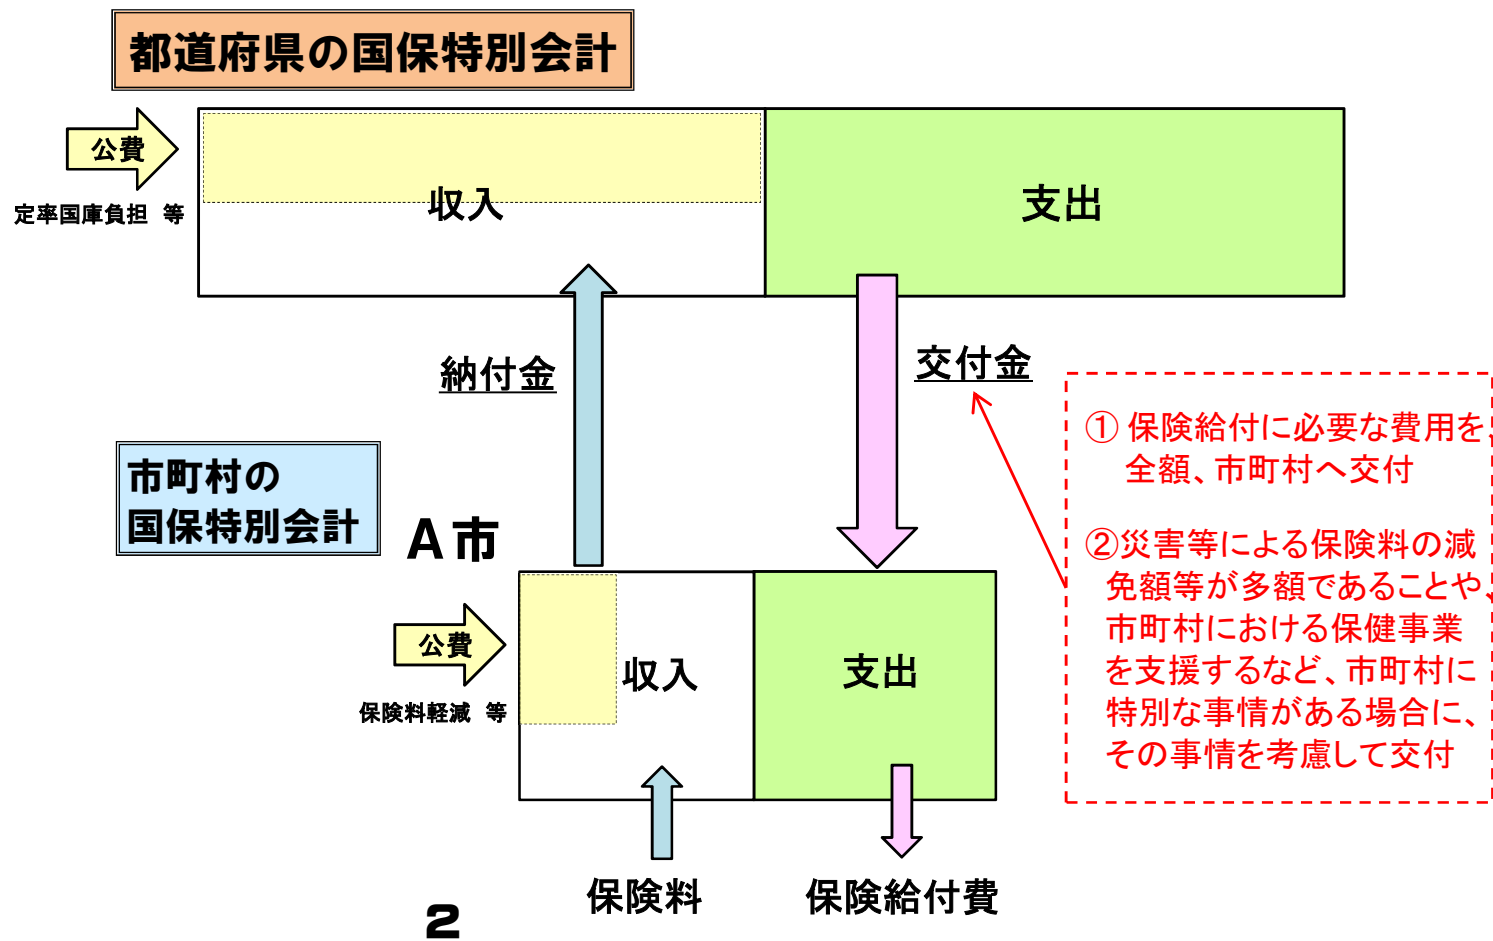 都道府県の国保特別会計
公費
定率国庫負担　等
収入
支出
納付金
交付金
① 保険給付に必要な費用を、
全額、市町村へ交付
②災害等による保険料の減
免額等が多額であることや、
市町村における保健事業
を支援するなど、市町村に
特別な事情がある場合に、
その事情を考慮して交付
市町村の
国保特別会計
A市
公費
保険料軽減　等
収入
支出
保険料
保険給付費
2